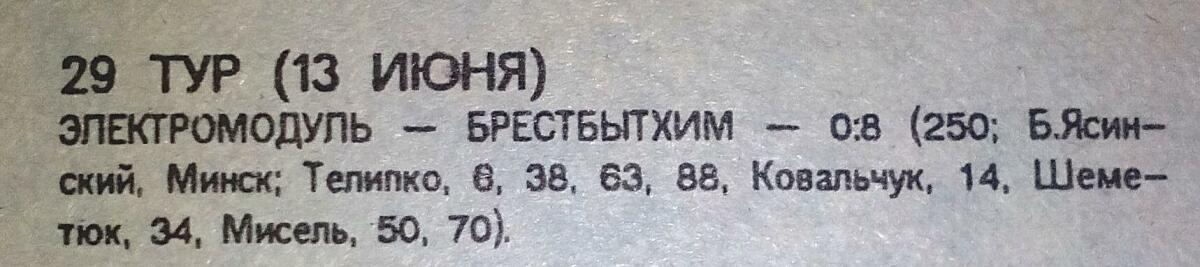 29 ТУР (13 ИЮНЯ)
ЭЛЕКТРОМОДУЛЬ — БРЕСТБЫТХИМ — 0:8 (250; Б.Ясин-
ский, Минск; Телипко, 6, 38, 63, 88, Ковальчук, 14, Шеме-
тюк, 34, Мисель, 50, 70).